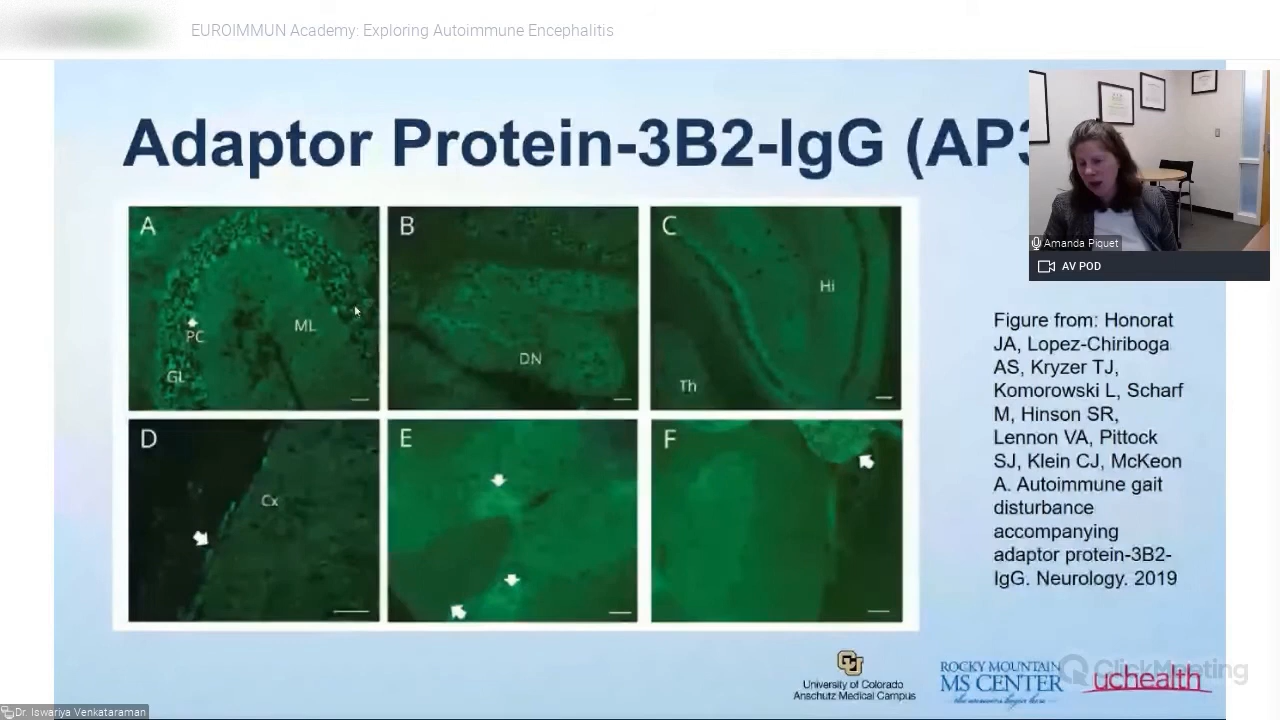 EUROIMMUN Academy: Exploring Autoimmune Encephalitis
Adaptor Protein-3B2-IgG (AP3
Amanda Piquet
AV POD
A
PC
ML
GL
B
DN
C
Hi
Th
D
Cx
E
F
Figure from: Honorat
JA, Lopez-Chiriboga
AS, Kryzer TJ,
Komorowski L, Scharf
M, Hinson SR,
Lennon VA, Pittock
SJ, Klein CJ, McKeon
A. Autoimmune gait
disturbance
accompanying
adaptor protein-3B2-
IgG. Neurology. 2019
CU
University of Colorado
Anschutz Medical Campus
ROCKY MOUNTAIN
MS CENTER
uchealth
ClickMeeting
Dr. Iswariya Venkataraman